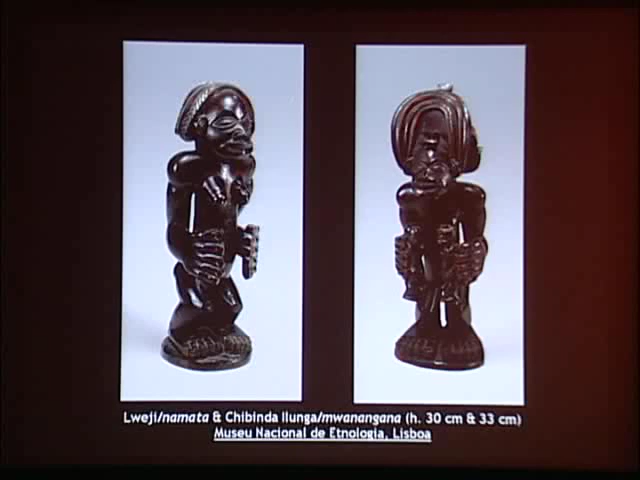 Lweji/namata & Chibinda Ilunga/mwanangana (h. 30 cm & 33 cm)
Museu Nacional de Etnologia, Lisboa